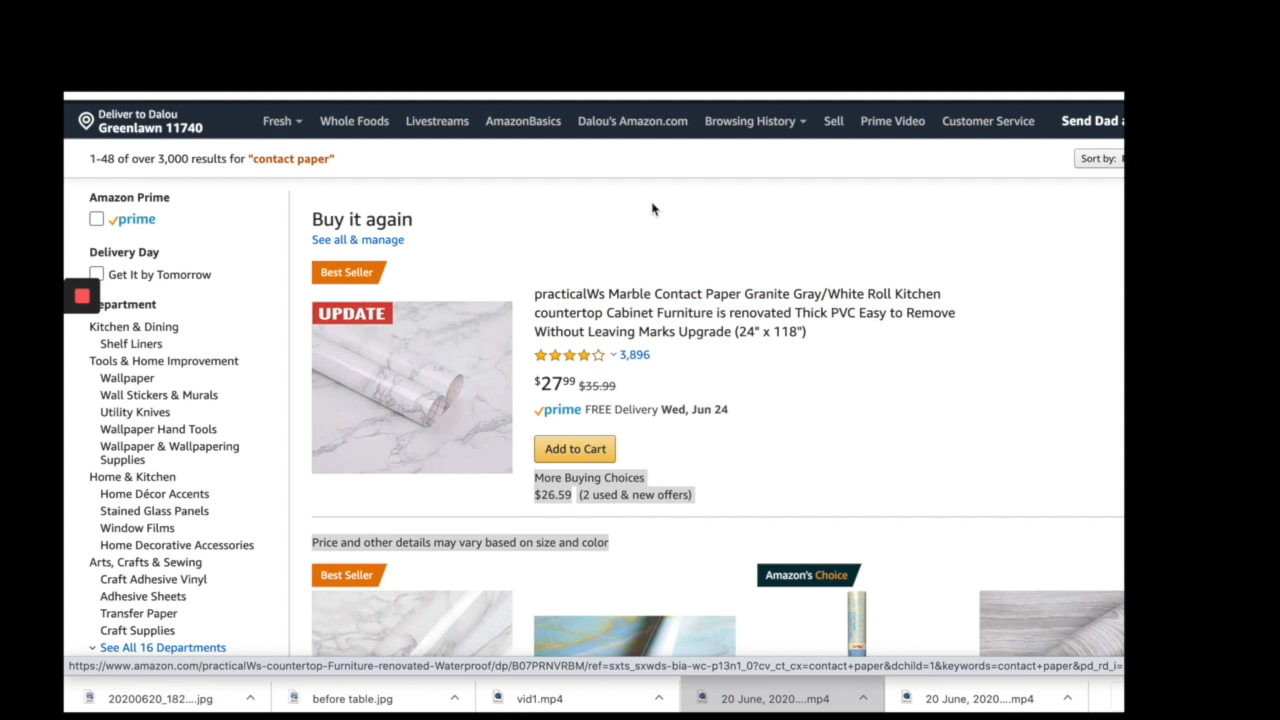 Deliver to Dalou
Greenlawn 11740
Fresh Whole Foods Livestreams AmazonBasics Dalou's Amazon.com Browsing History Sell Prime Video Customer Service Send Dad
1-48 of over 3,000 results for "contact paper"
Sort by:
Amazon Prime
prime
Delivery Day
Get It by Tomorrow
epartment
Kitchen & Dining
Shelf Liners
Tools & Home Improvement
Wallpaper
Wall Stickers & Murals
Utility Knives
Wallpaper Hand Tools
Wallpaper & Wallpapering
Supplies
Home & Kitchen
Home Décor Accents
Stained Glass Panels
Window Films
Home Decorative Accessories
Arts, Crafts & Sewing
Craft Adhesive Vinyl
Adhesive Sheets
Transfer Paper
Craft Supplies
See All 16 Departments
Buy it again
See all & manage
Best Seller
UPDATE
practicalWs Marble Contact Paper Granite Gray/White Roll Kitchen
countertop Cabinet Furniture is renovated Thick PVC Easy to Remove
Without Leaving Marks Upgrade (24" x 118")
3,896
$2799 $35.99
prime FREE Delivery Wed, Jun 24
Add to Cart
More Buying Choices
$26.59 (2 used & new offers)
Price and other details may vary based on size and color
Best Seller
Amazon's Choice
https://www.amazon.com/practicalWs-countertop-Furniture-renovated-Waterproof/dp/B07PRNVRBM/ref=sxts_sxwds-bia-wc-p13n1_0?cv_ct_cx=contact+paper&dchild=1&keywords=contact+paper&pd_rd_i=
20200620_182....jpg
before table.jpg
vid1.mp4
20 June, 2020....mp4
20 June, 2020....mp4